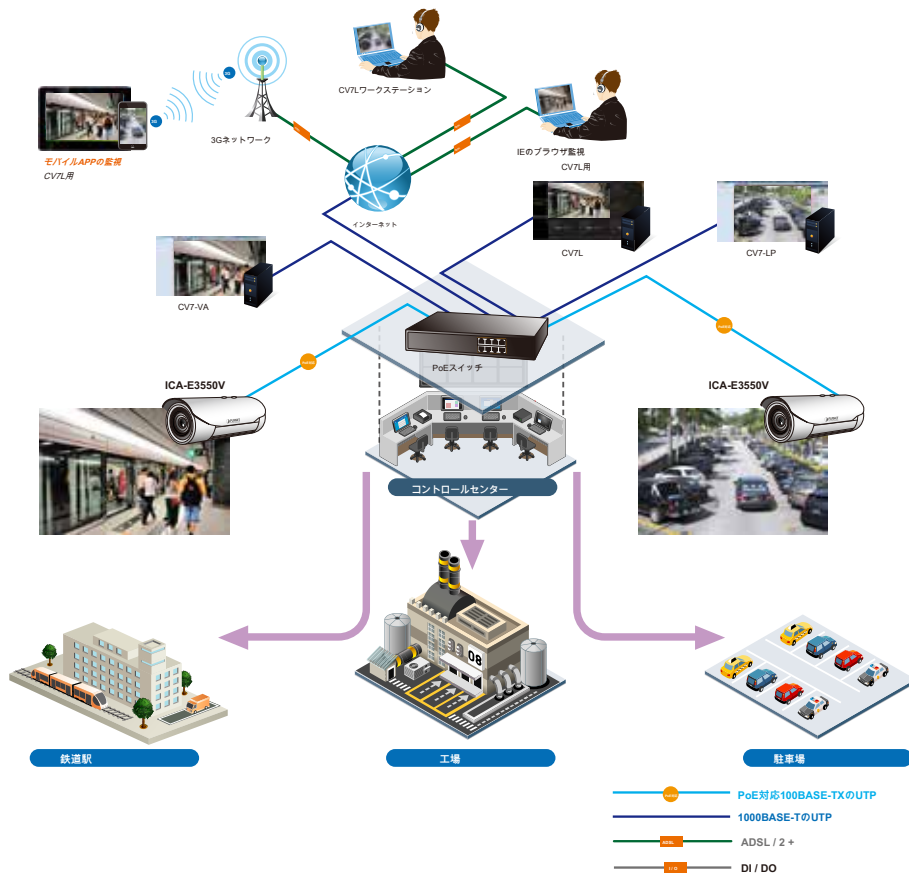 CV7Lワークステーション
3G
3G
3Gネットワーク
IEのブラウザ監視
CV7L用
モバイルAPPの監視
CV7L用
インターネット
CV7-VA
CV7L
CV7-LP
PoEスイッチ
ICA-E3550V
ICA-E3550V
コントロールセンター
08
鉄道駅
工場
駐車場
PoE対応100BASE-TXのUTP
1000BASE-TのUTP
ADSL / 2 +
DI / DO